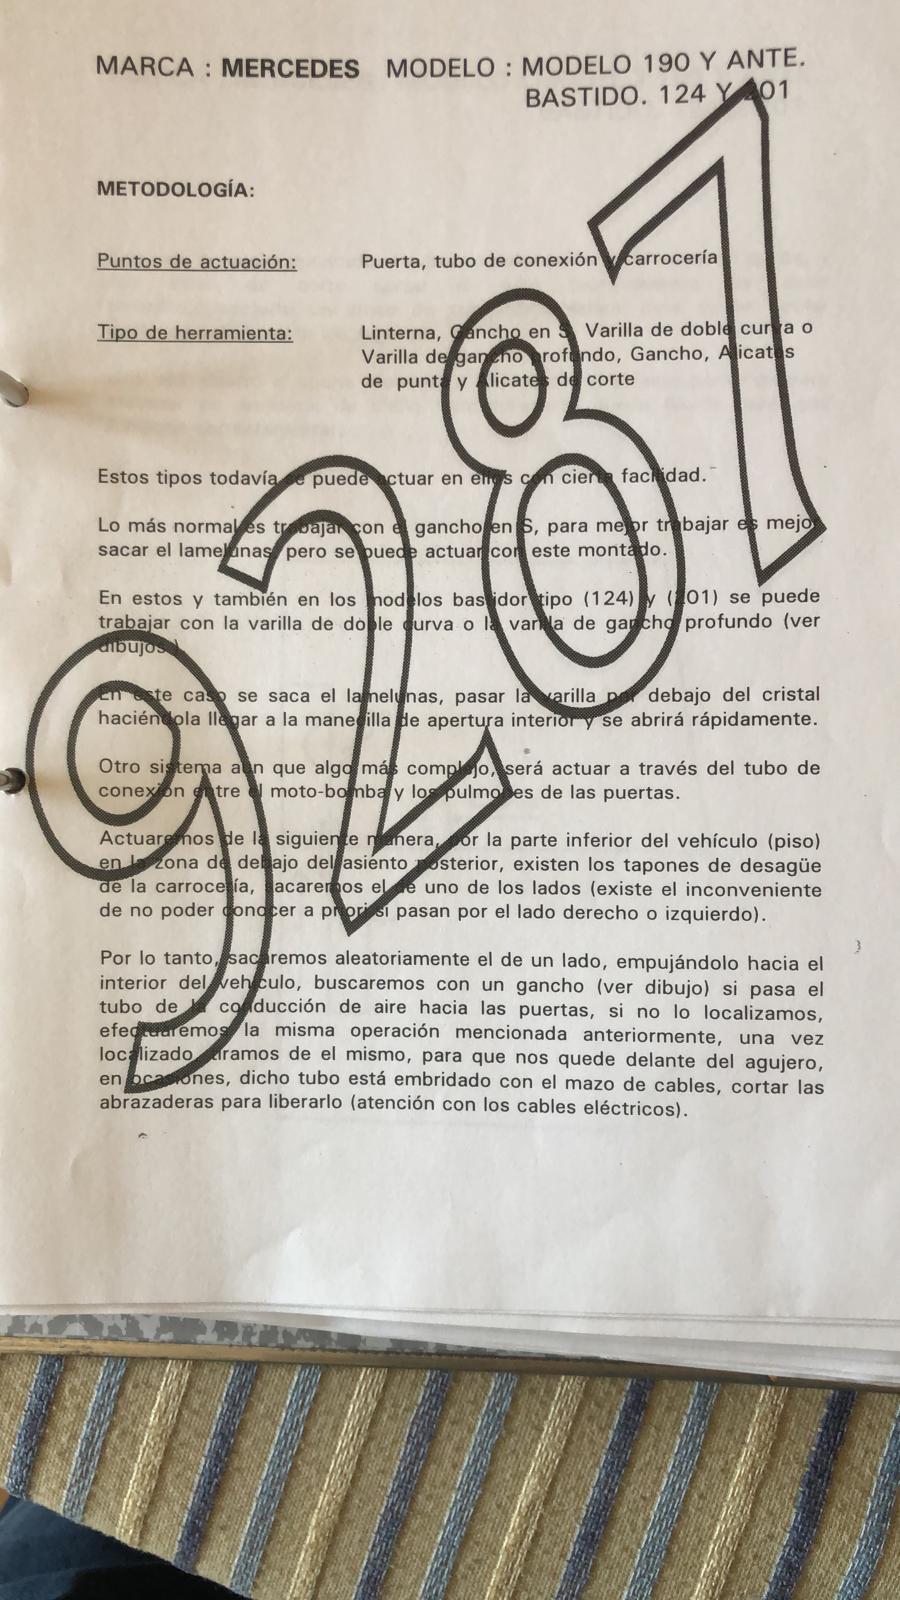 MARCA : MERCEDES MODELO : MODELO 190 Y ANTE.
BASTIDO. 124 Y 201
METODOLOGÍA:
Puntos de actuación: Puerta, tubo de conexión y carrocería
Tipo de herramienta: Linterna, Gancho en S, Varilla de doble curva o
Varilla de gancho profundo, Gancho, Alicates
de punta y Alicates de corte
Estos tipos todavía se puede actuar en ellos con cierta facilidad.
Lo más normal es trabajar con el gancho en S, para mejor trabajar es mejor
sacar el lamelunas, pero se puede actuar con este montado.
En estos y también en los modelos bastidor tipo (124) y (201) se puede
trabajar con la varilla de doble curva o la varilla de gancho profundo (ver
dibujos ).
En este caso se saca el lamelunas, pasar la varilla por debajo del cristal
haciéndola llegar a la manecilla de apertura interior y se abrirá rápidamente.
Otro sistema aún que algo más complejo, será actuar a través del tubo de
conexión entre el moto-bomba y los pulmones de las puertas.
Actuaremos de la siguiente manera, por la parte inferior del vehículo (piso)
en la zona de debajo del asiento posterior, existen los tapones de desagüe
de la carrocería, sacaremos el de uno de los lados (existe el inconveniente
de no poder conocer a priori si pasan por el lado derecho o izquierdo).
Por lo tanto, sacaremos aleatoriamente el de un lado, empujándolo hacia el
interior del vehículo, buscaremos con un gancho (ver dibujo) si pasa el
tubo de la conducción de aire hacia las puertas, si no lo localizamos,
efectuaremos la misma operación mencionada anteriormente, una vez
localizado tiramos de el mismo, para que nos quede delante del agujero,
en ocasiones, dicho tubo está embridado con el mazo de cables, cortar las
abrazaderas para liberarlo (atención con los cables eléctricos).
9287